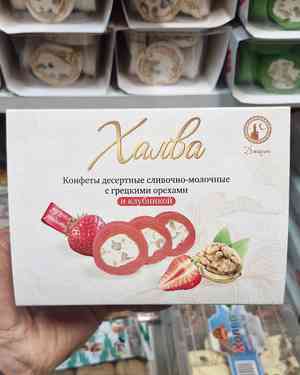 Халва
Конфеты десертные сливочно-молочные
с грецкими орехами
и клубникой